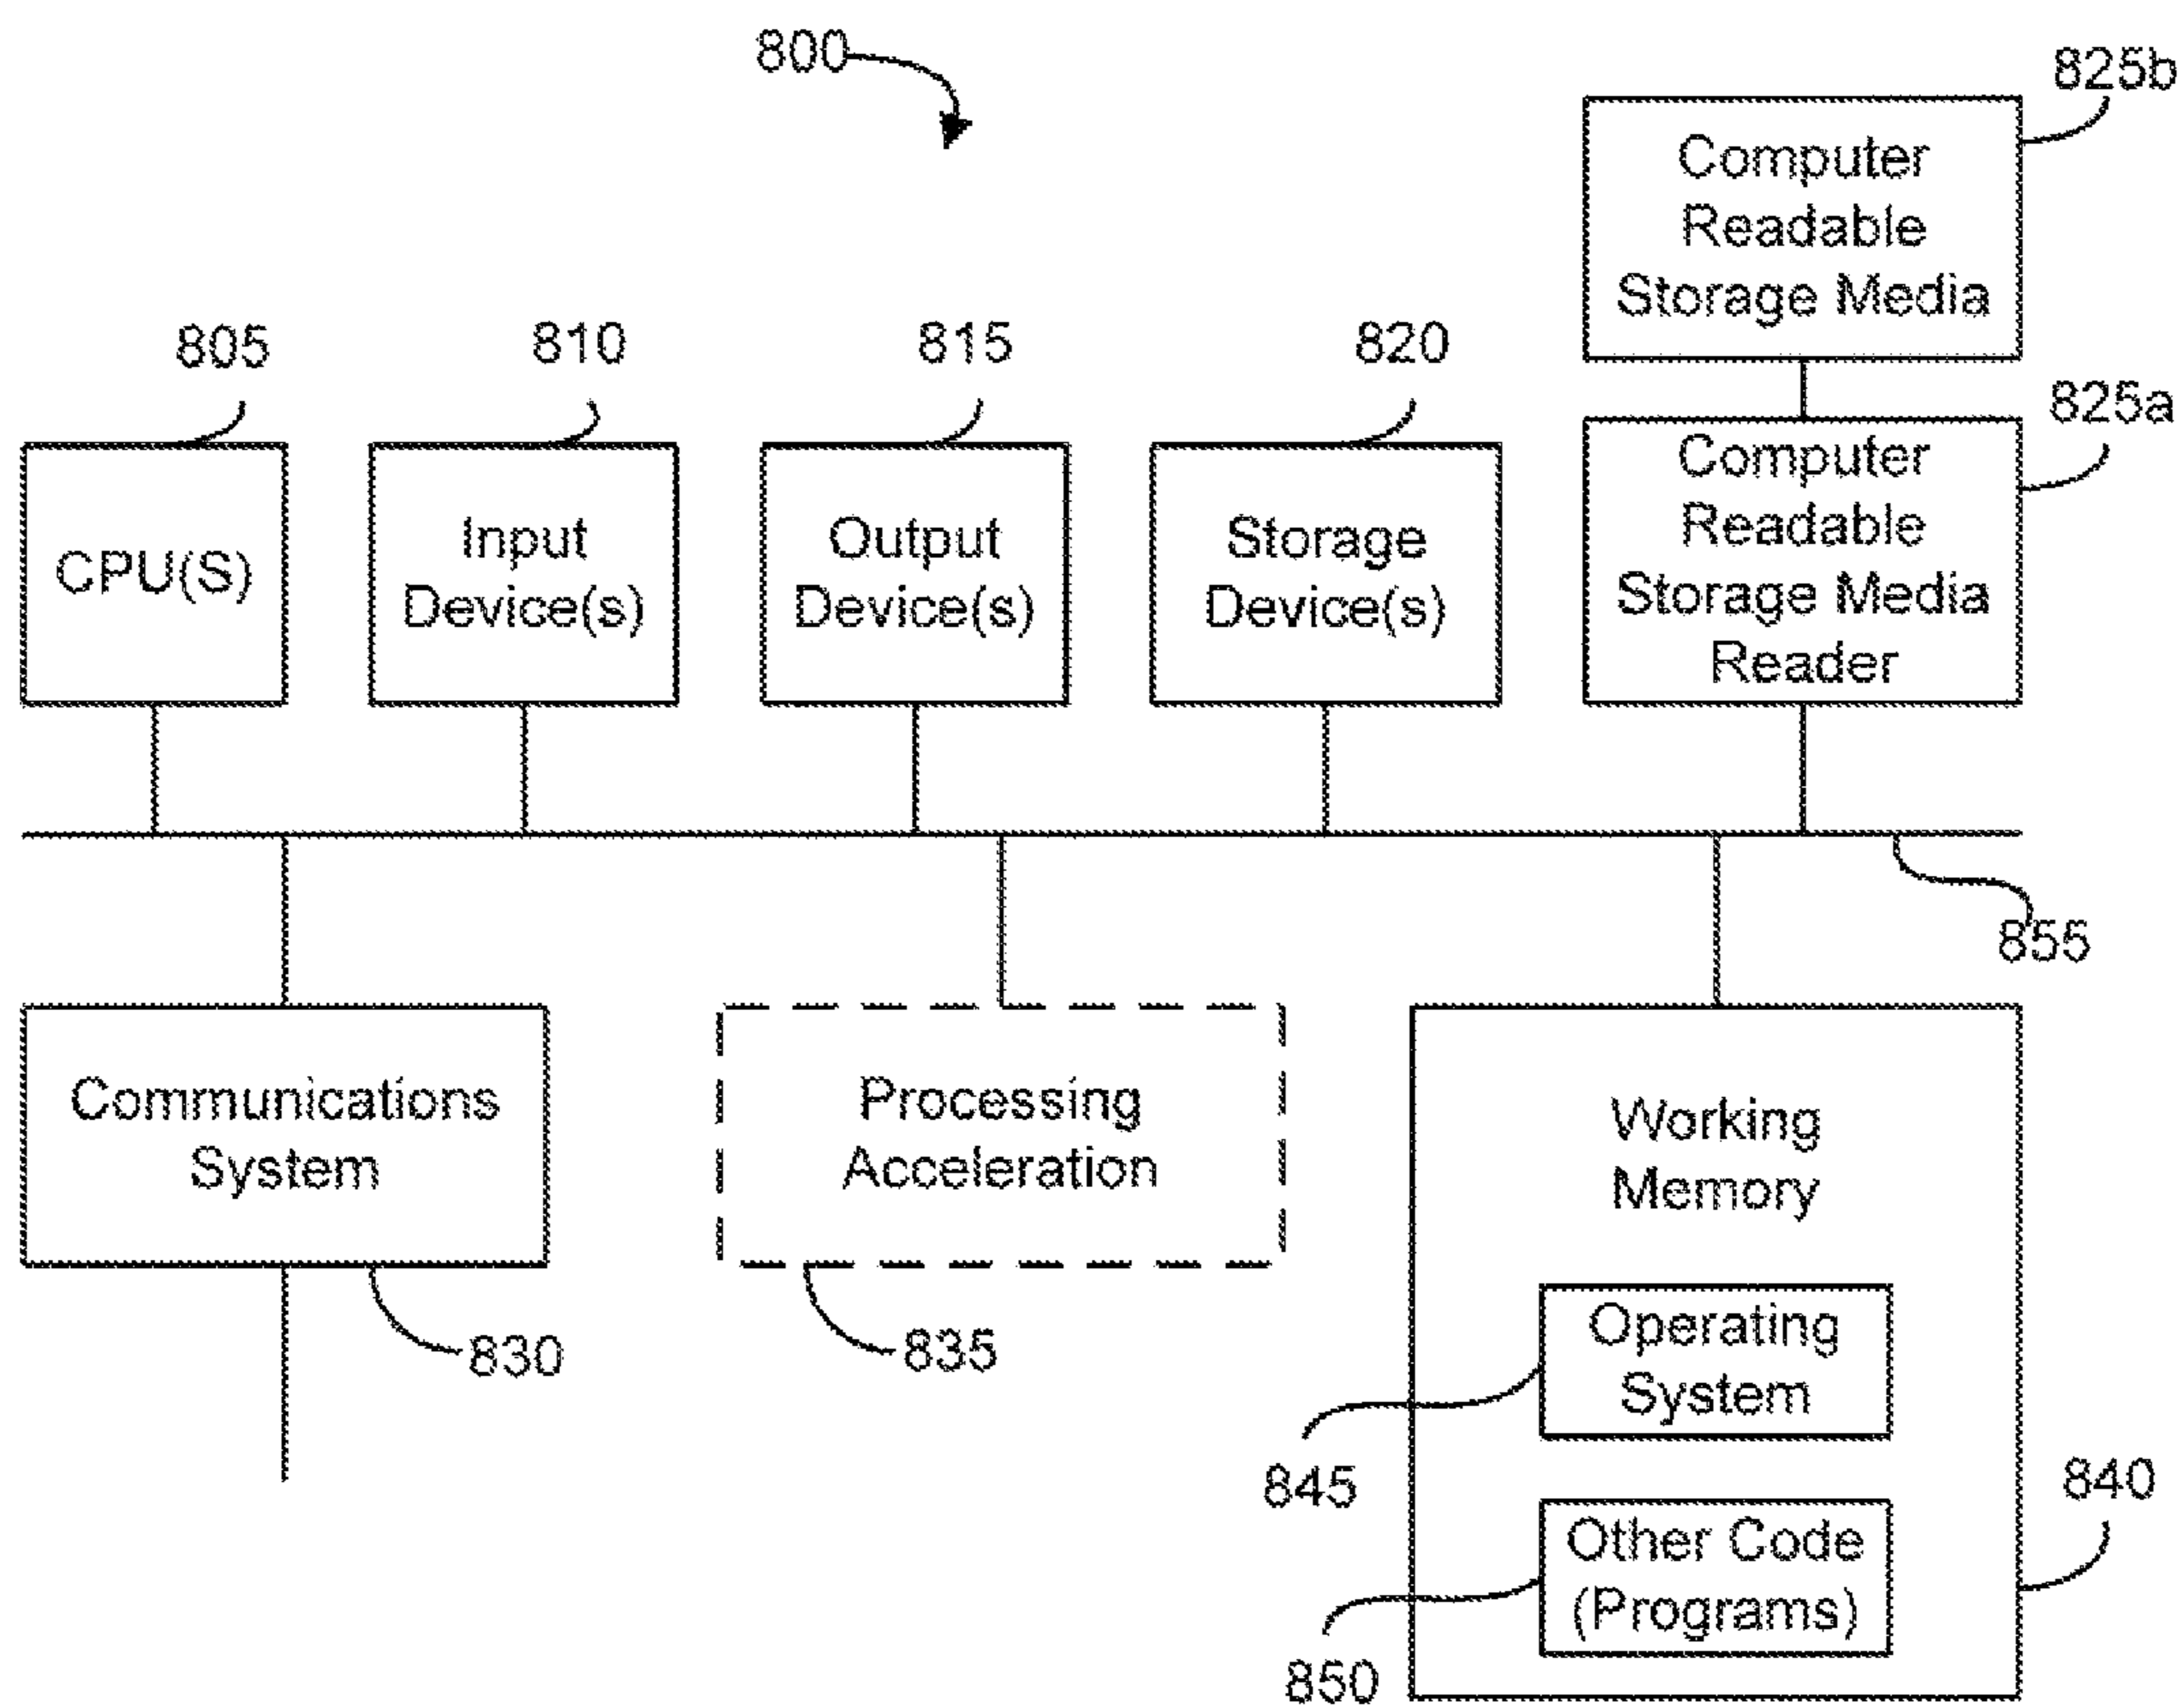 800
825b
Computer
Readable
Storage Media
805
810
815
820
825a
CPU(S)
Input
Device(s)
Output
Device(s)
Storage
Device(s)
Computer
Readable
Storage Media
Reader
855
Communications
System
Processing
Acceleration
Working
Memory
830
835
Operating
System
845
840
Other Code
(Programs)
850